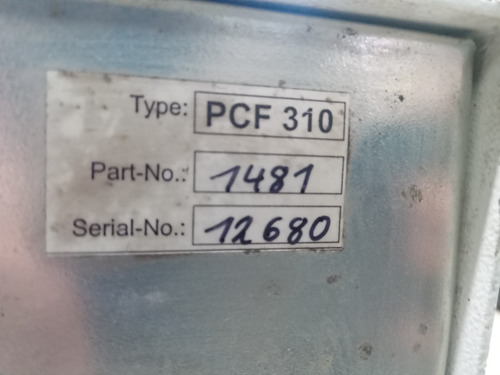 Type: PCF 310
Part-No.: 1481
Serial-No.: 12680